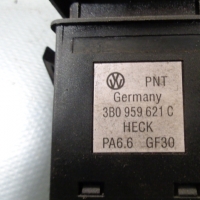 PNT
Germany
3B0 959 621 C
HECK
PA6.6 GF30